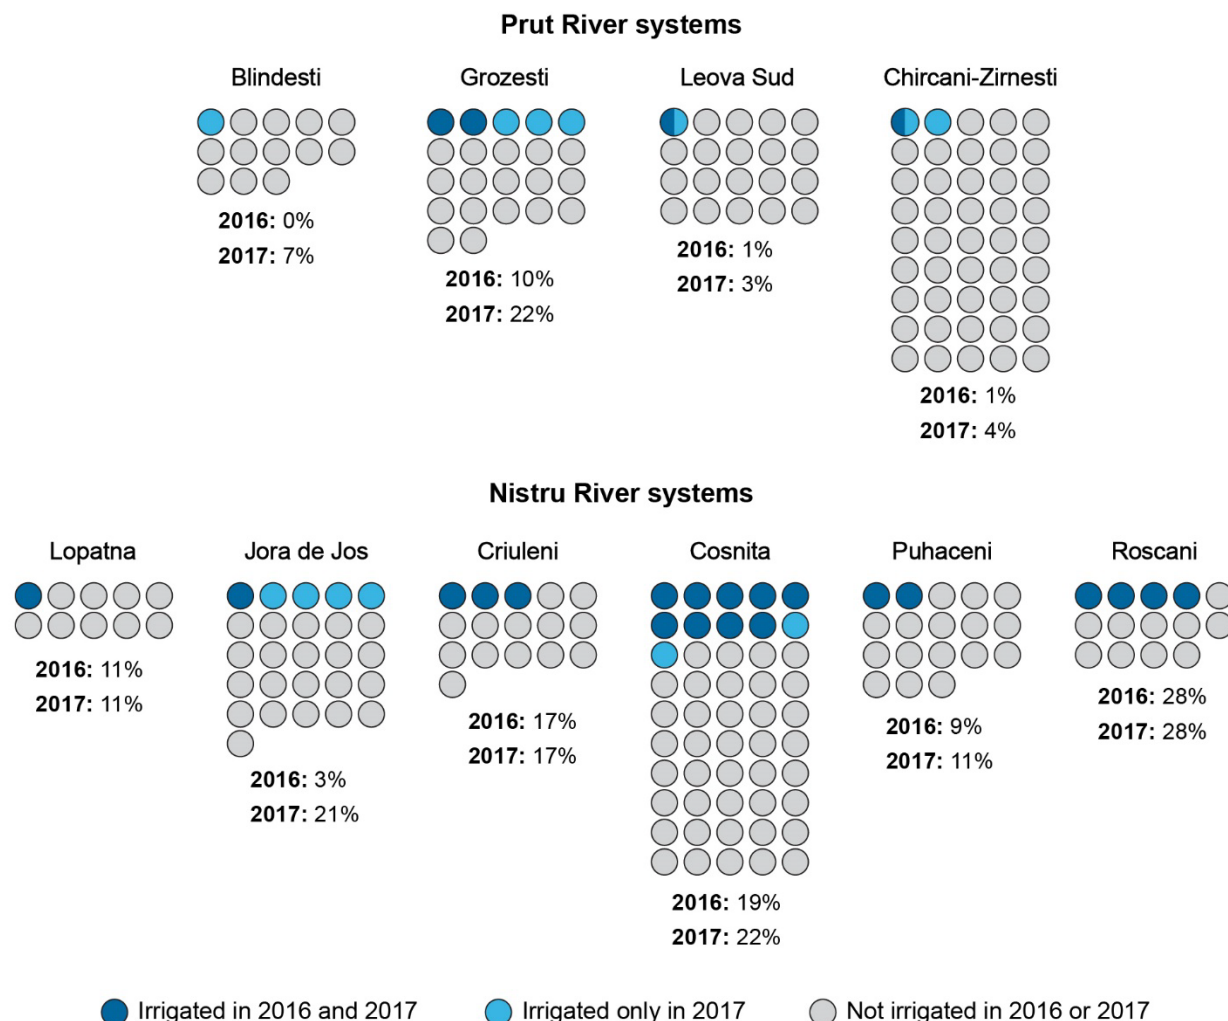 Prut River systems
Blindesti
Grozesti
Leova Sud
Chircani-Zirnesti
2016: 0%
2017: 7%
2016: 10%
2017: 22%
2016: 1%
2017: 3%
2016: 1%
2017: 4%
Nistru River systems
Lopatna
Jora de Jos
Criuleni
Cosnita
Puhaceni
Roscani
2016: 11%
2017: 11%
2016: 3%
2017: 21%
2016: 17%
2017: 17%
2016: 19%
2017: 22%
2016: 9%
2017: 11%
2016: 28%
2017: 28%
Irrigated in 2016 and 2017
Irrigated only in 2017
Not irrigated in 2016 or 2017